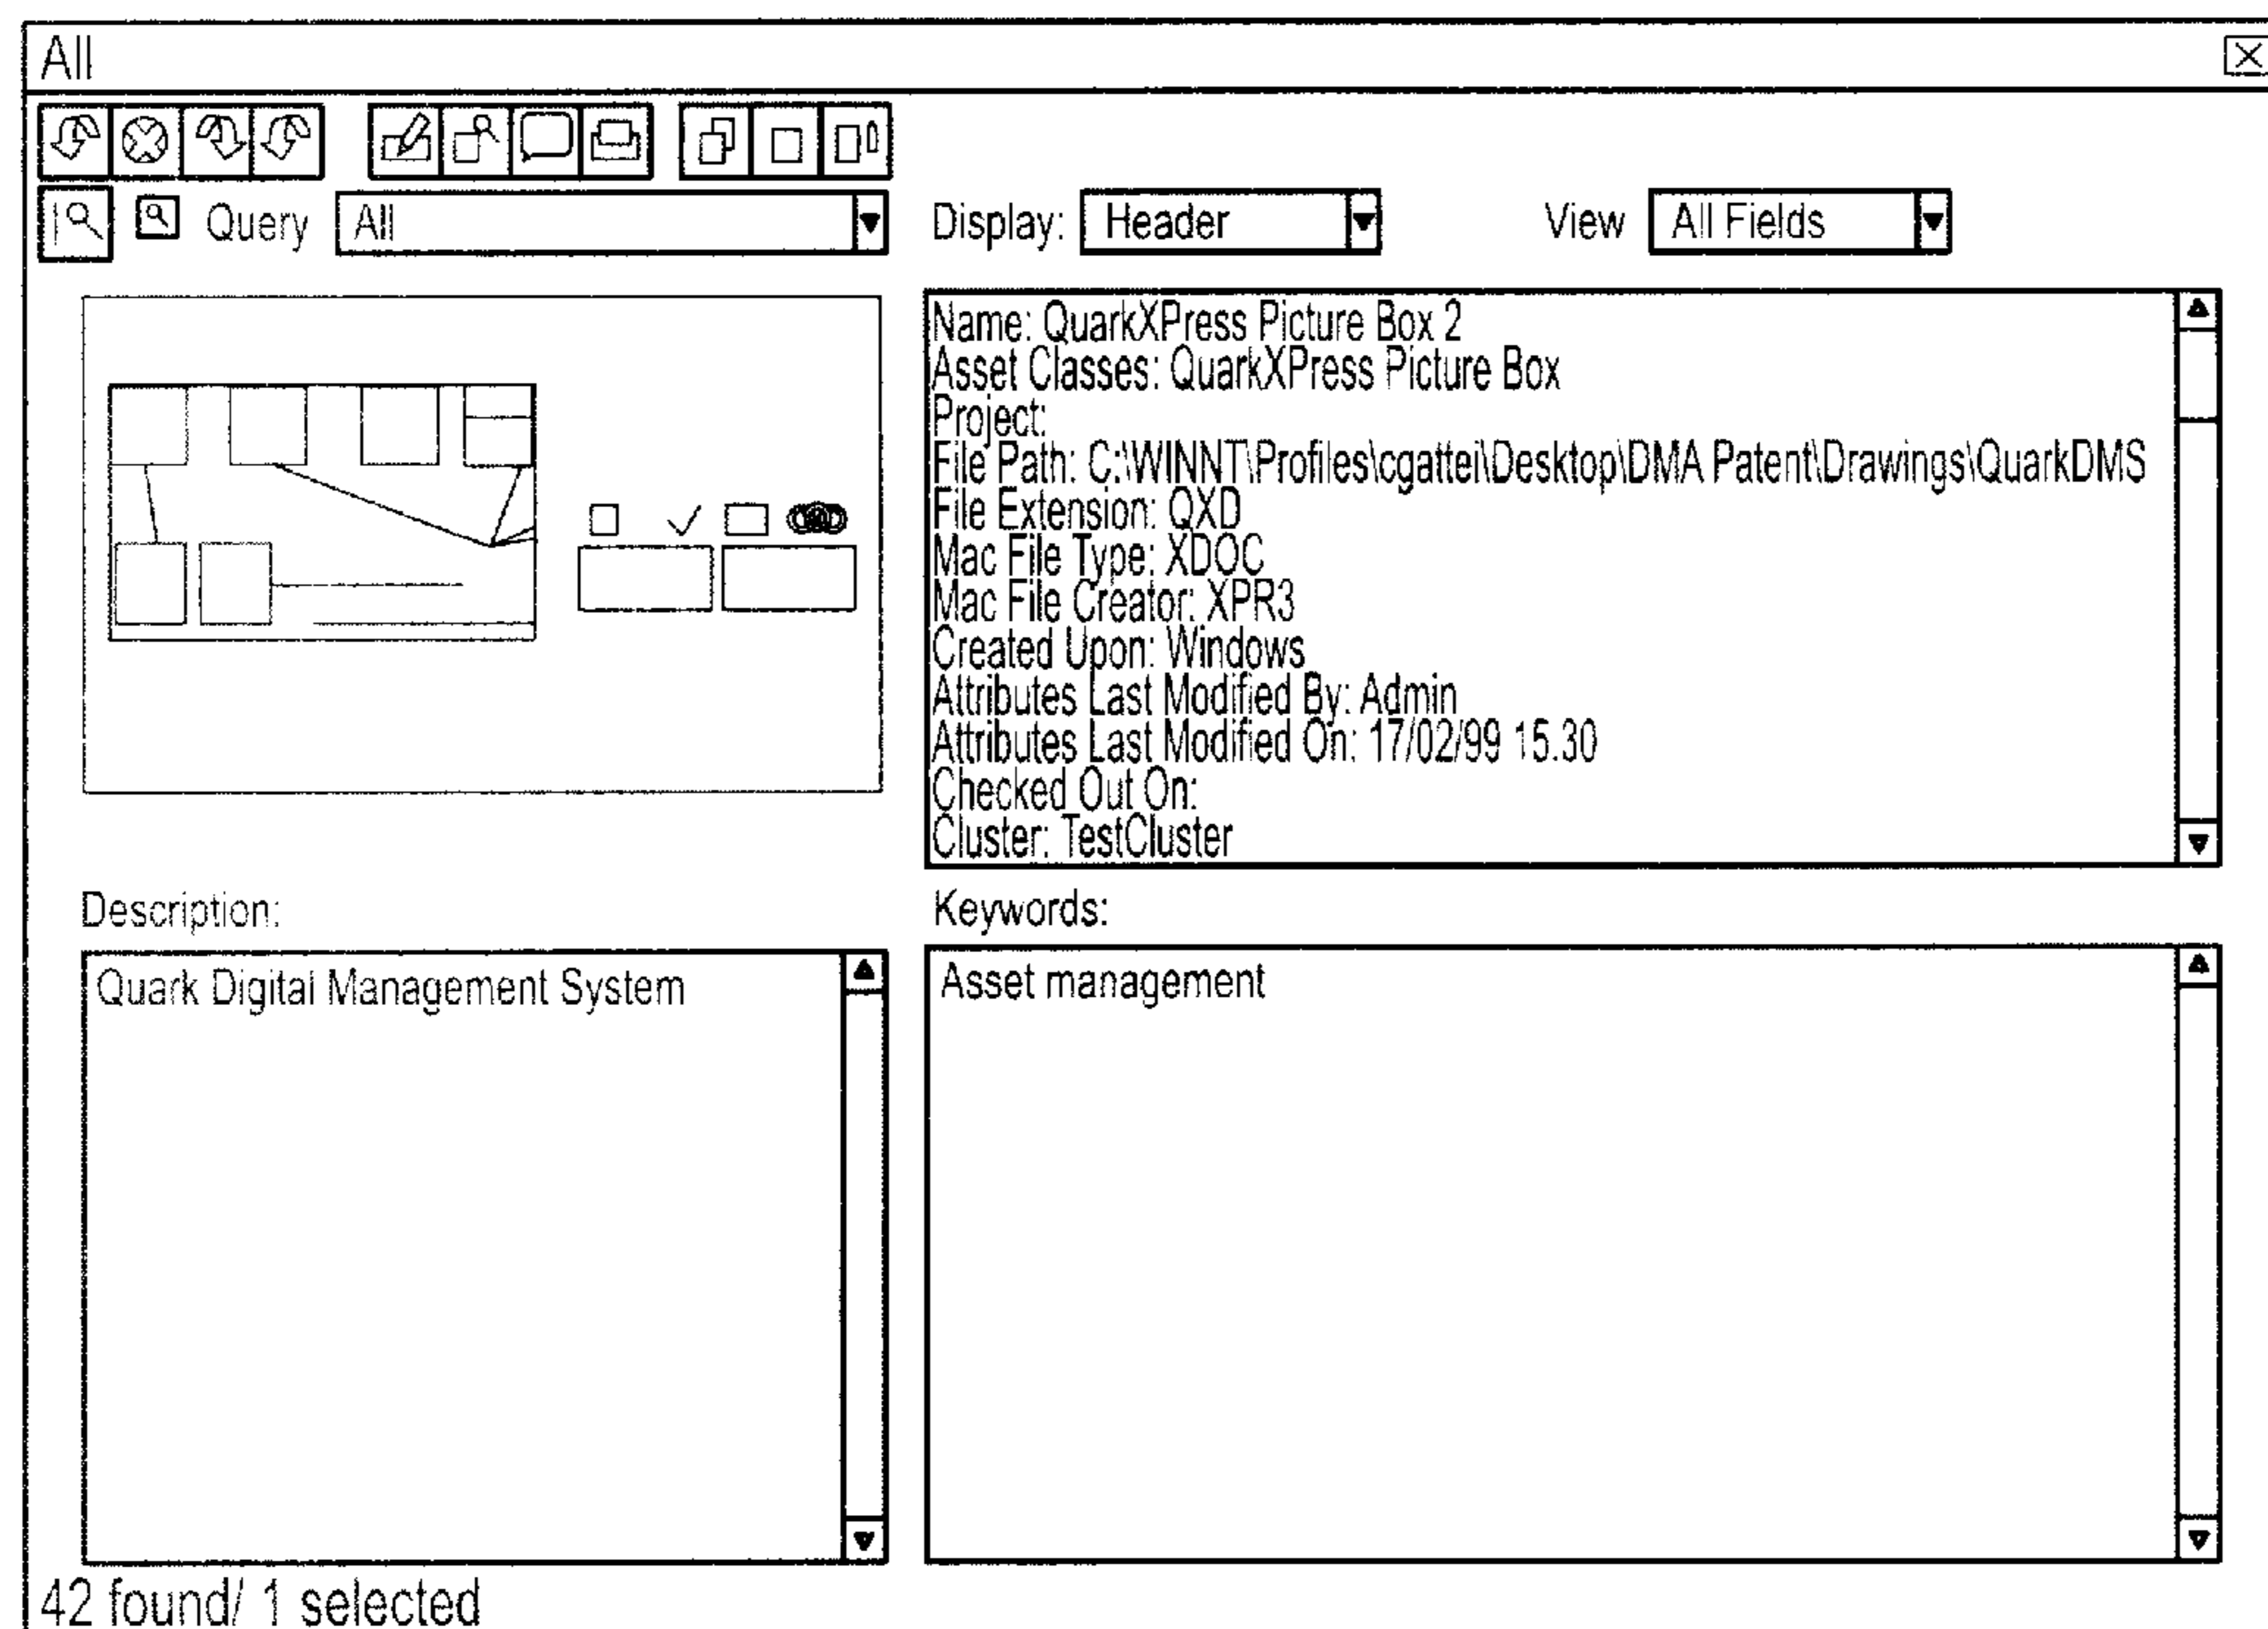 All
Query All Display: Header View All Fields
Name: QuarkXPress Picture Box 2
Asset Classes: QuarkXPress Picture Box
Project:
File Path: C:\WINNT\Profiles\cgattei\Desktop\DMA Patent\Drawings\QuarkDMS
File Extension: QXD
Mac File Type: XDOC
Mac File Creator: XPR3
Created Upon: Windows
Attributes Last Modified By: Admin
Attributes Last Modified On: 17/02/99 15.30
Checked Out On:
Cluster: TestCluster
Description:
Quark Digital Management System
Keywords:
Asset management
42 found/ 1 selected